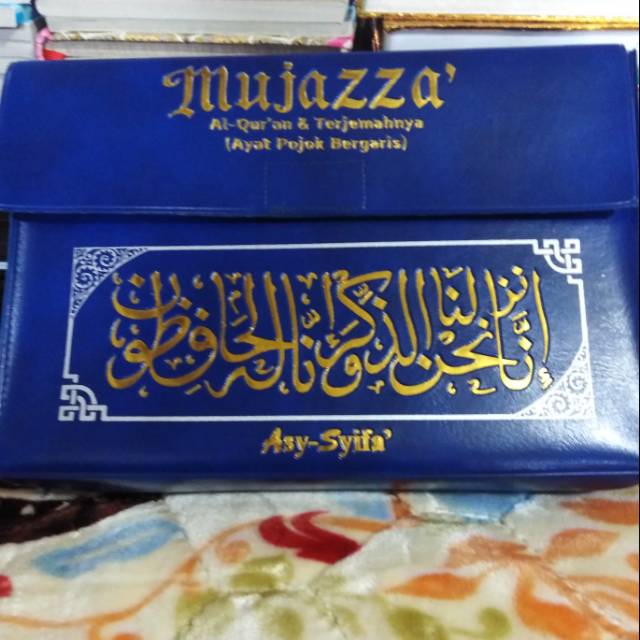 Mujazza'
Al-Qur'an & Terjemahnya
(Ayat Pojok Bergaris)
إنا نحن نزلنا الذكر وإنا له لحافظون
Asy-Syifa'